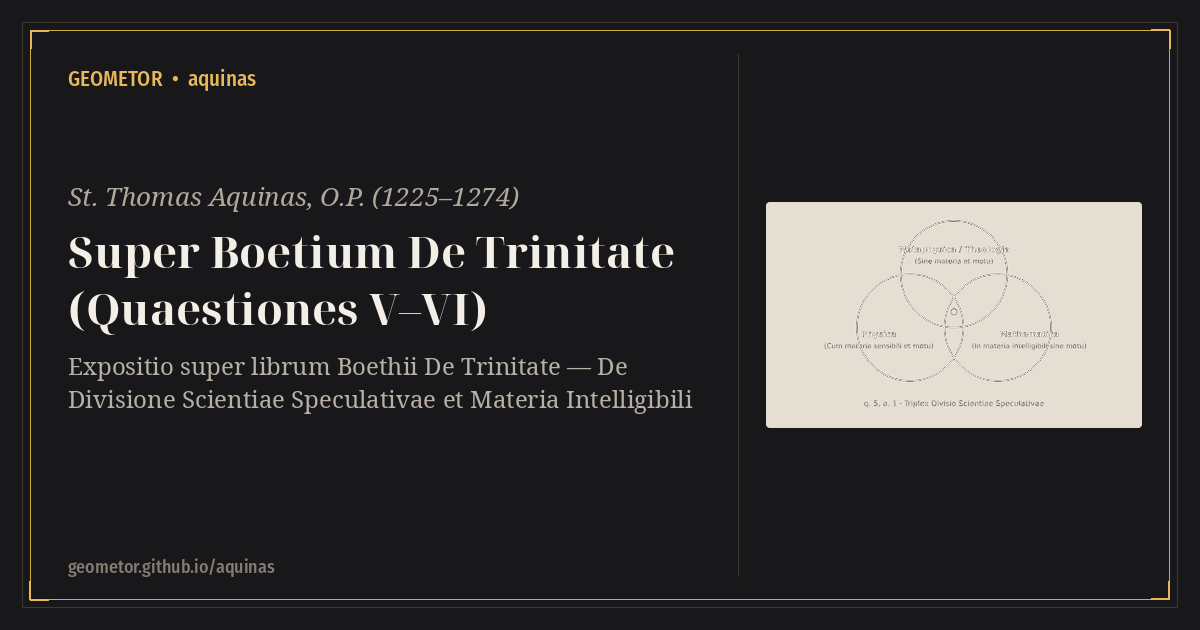 GEOMETOR • aquinas
St. Thomas Aquinas, O.P. (1225–1274)
Super Boetium De Trinitate
(Quaestiones V–VI)
Expositio super librum Boethii De Trinitate — De
Divisione Scientiae Speculativae et Materia Intelligibili
geometor.github.io/aquinas
Metaphysica / Theologia
(Sine materia et motu)
Physica
(Cum materia sensibili et motu)
Mathematica
(In materia intelligibili sine motu)
q. 5, a. 1 · Triplex Divisio Scientiae Speculativae